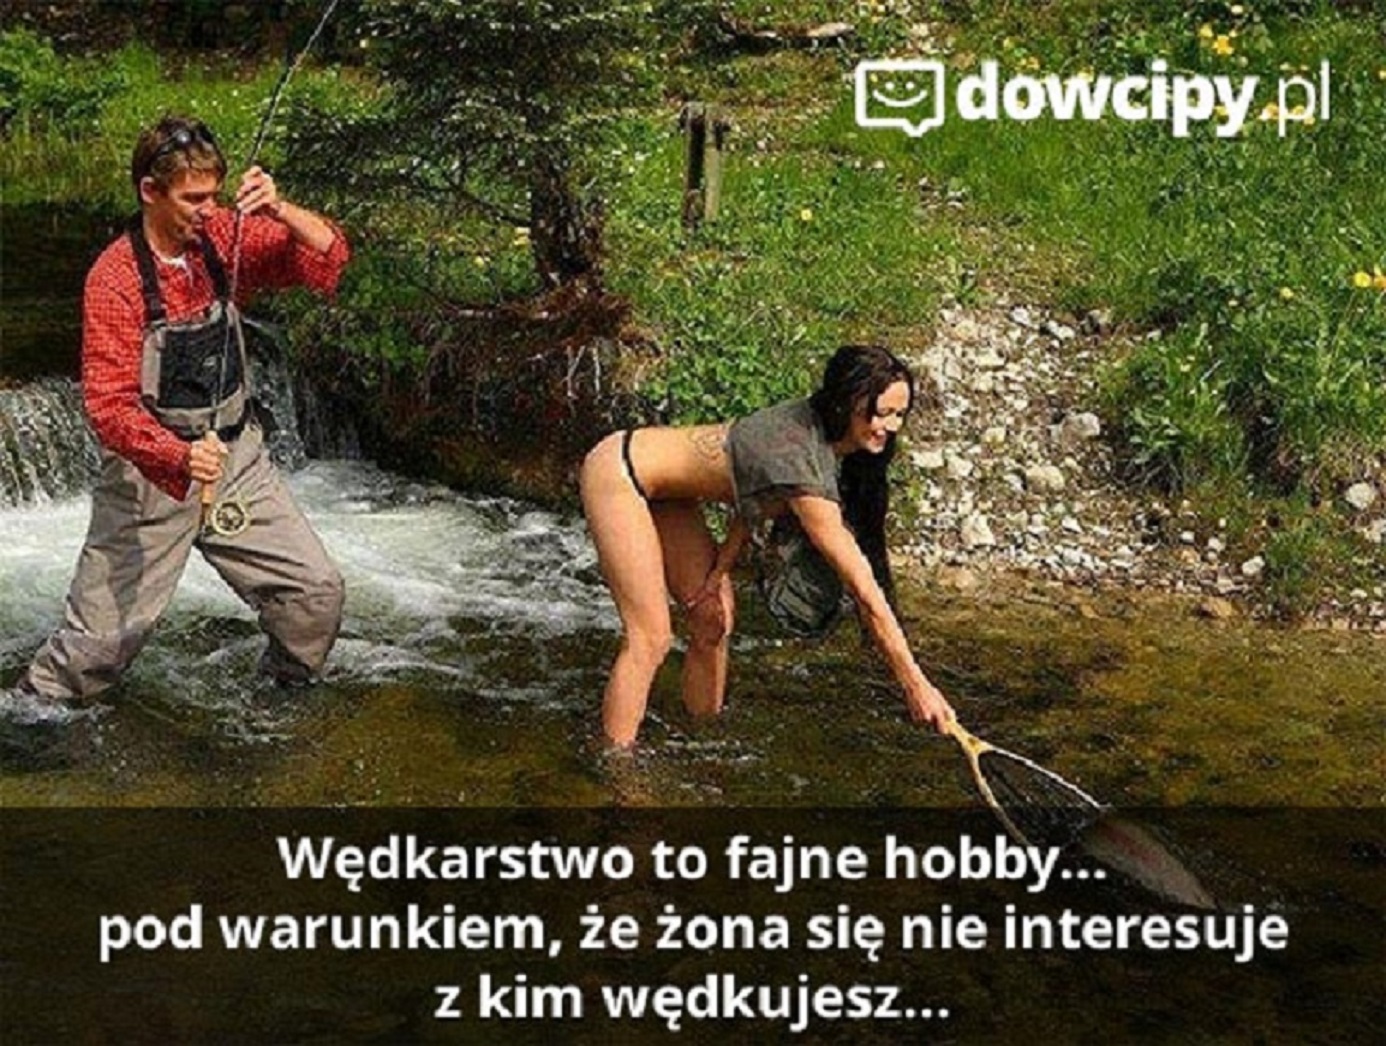 dowcipy.pl
Wędkarstwo to fajne hobby...
pod warunkiem, że żona się nie interesuje
z kim wędkujesz...